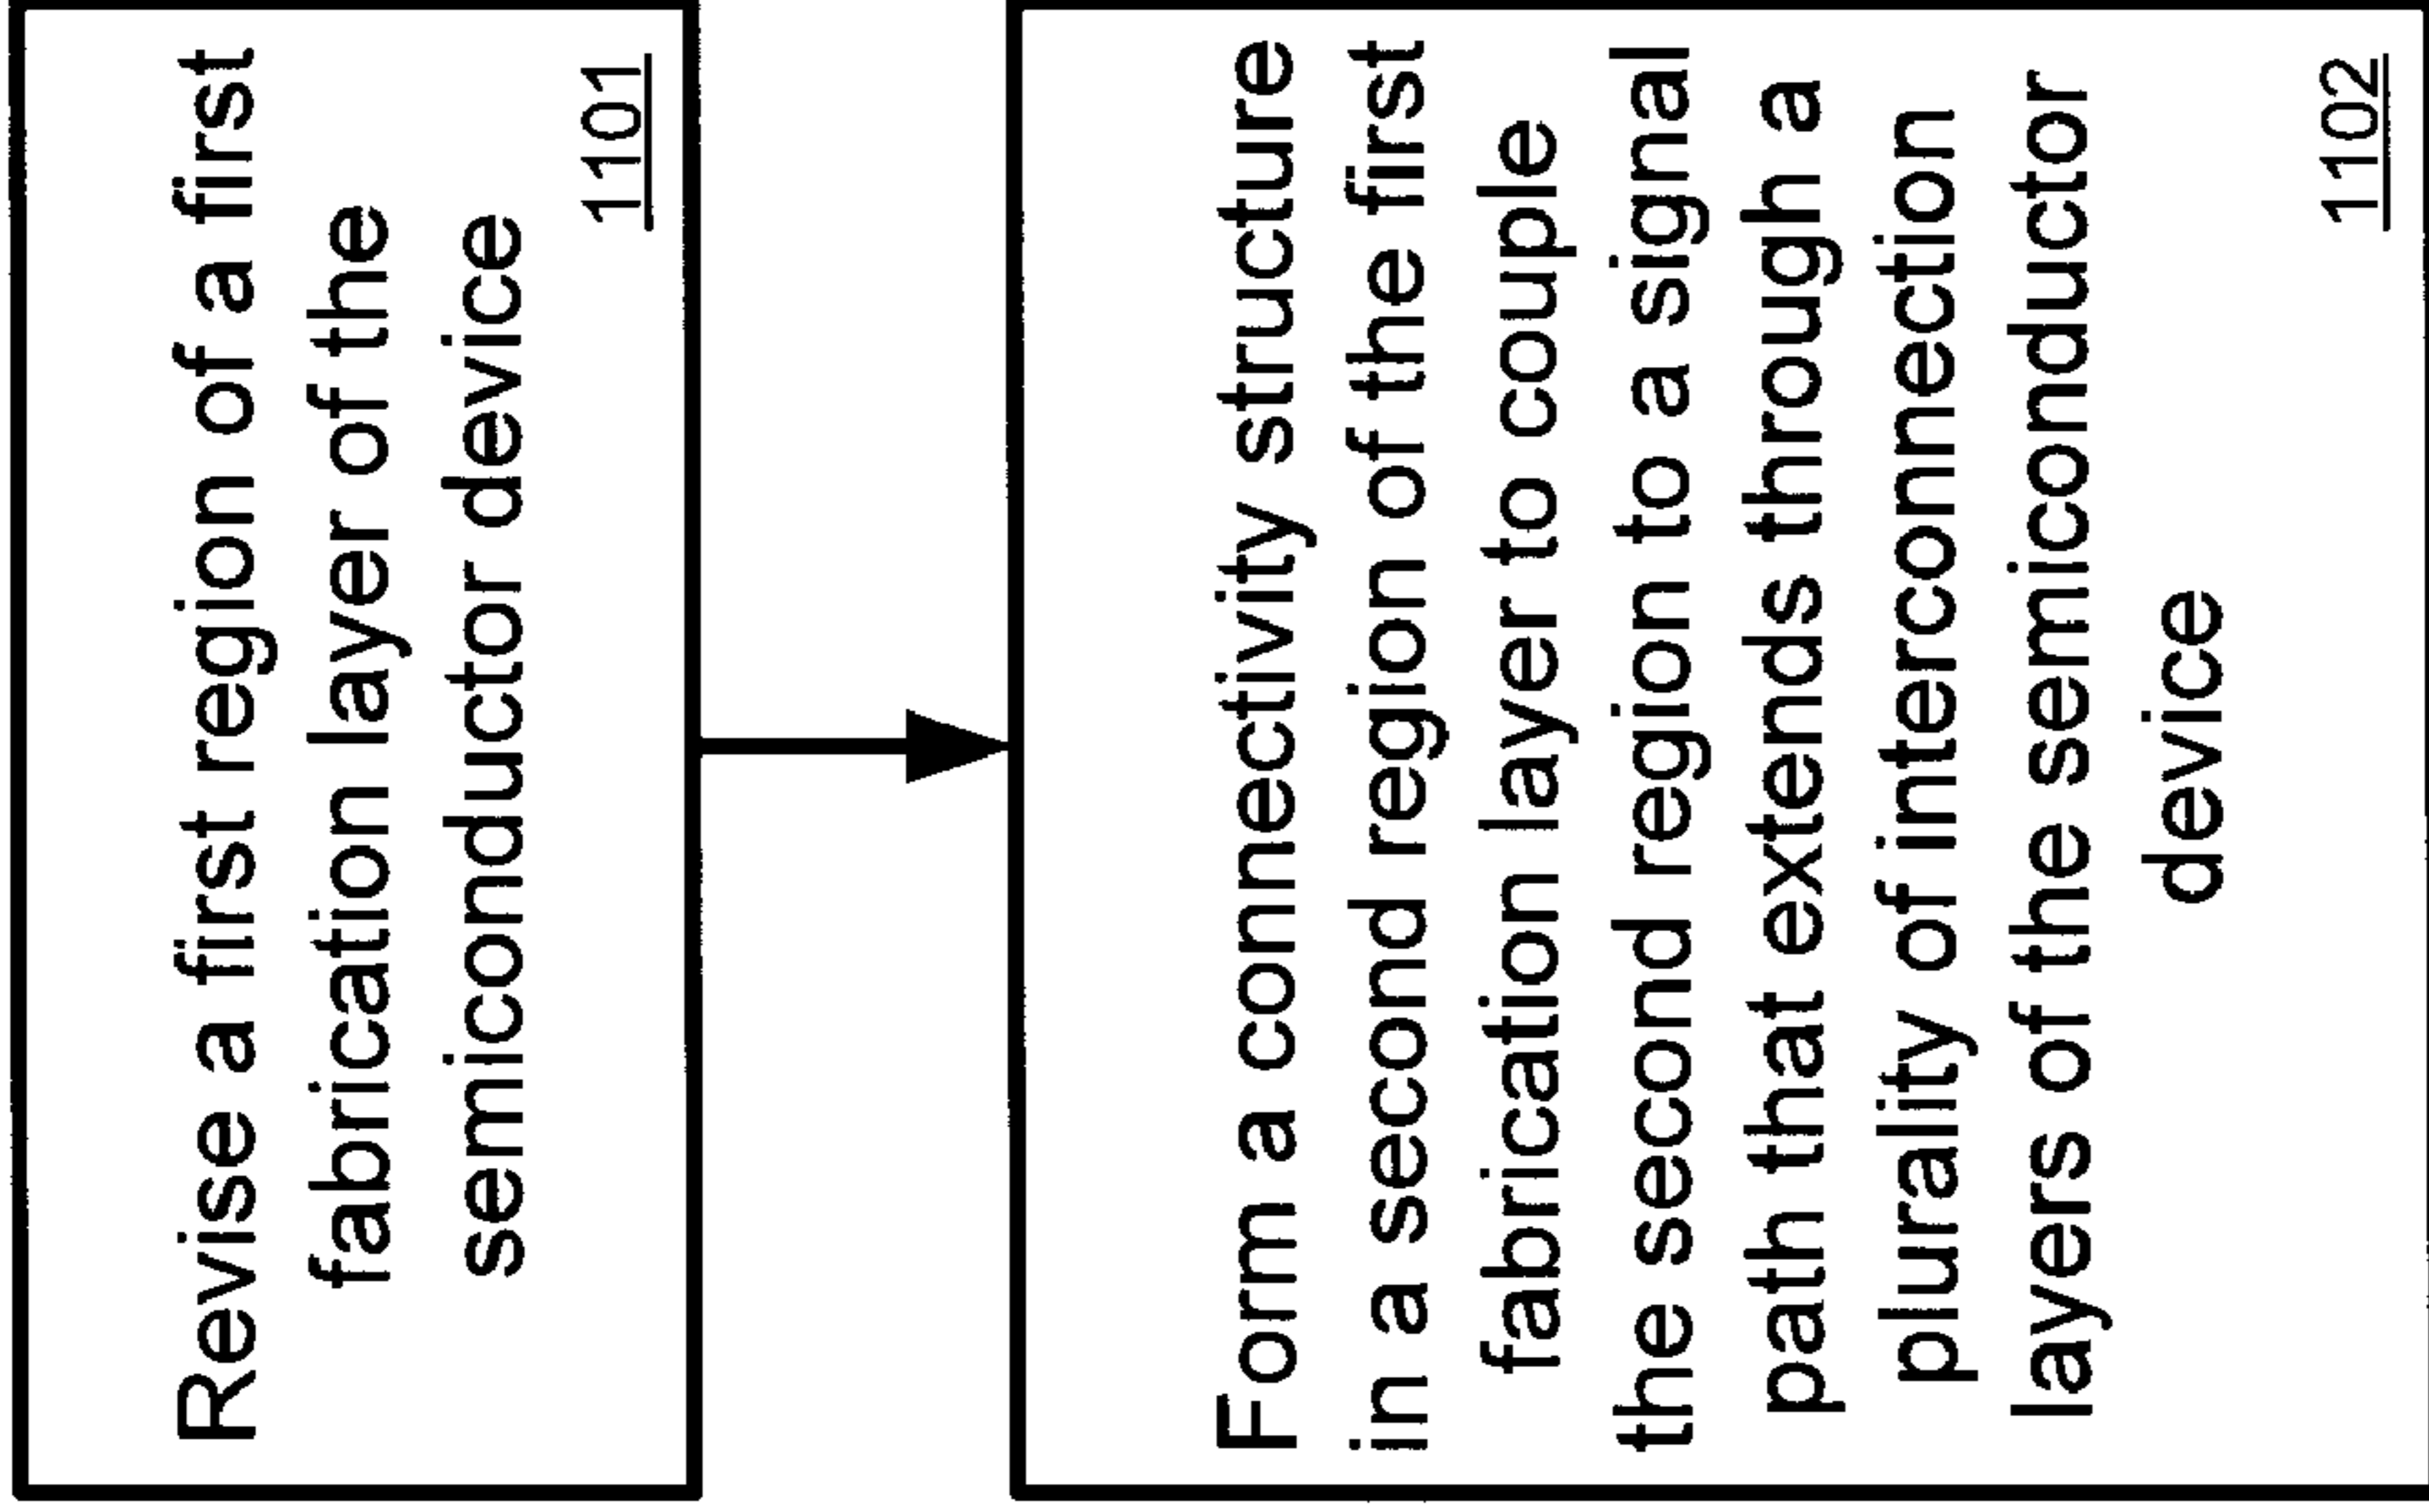 Revise a first region of a first
fabrication layer of the
semiconductor device
1101
Form a connectivity structure
in a second region of the first
fabrication layer to couple
the second region to a signal
path that extends through a
plurality of interconnection
layers of the semiconductor
device
1102